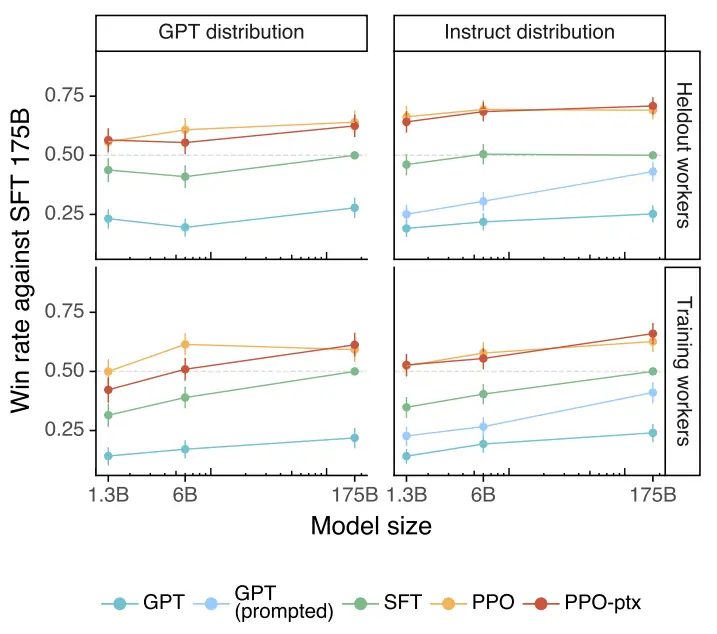 GPT distribution
Instruct distribution
Win rate against SFT 175B
0.75
0.50
0.25
Heldout workers
0.75
0.50
0.25
Training workers
1.3B
6B
175B
1.3B
6B
175B
Model size
GPT
GPT
(prompted)
SFT
PPO
PPO-ptx